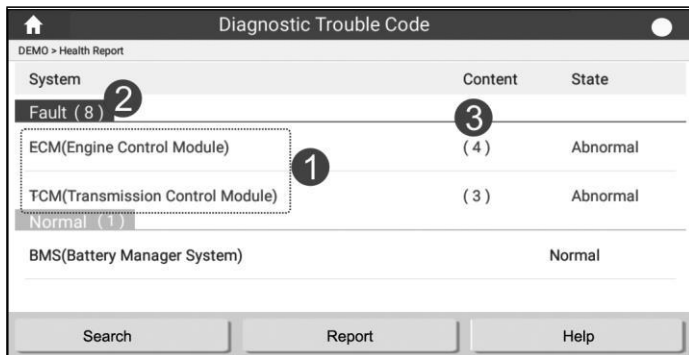 Diagnostic Trouble Code
DEMO > Health Report
System Content State
Fault ( 8 ) 2
3
ECM(Engine Control Module) ( 4 ) Abnormal
1
TCM(Transmission Control Module) ( 3 ) Abnormal
Normal ( 1 )
BMS(Battery Manager System) Normal
Search Report Help